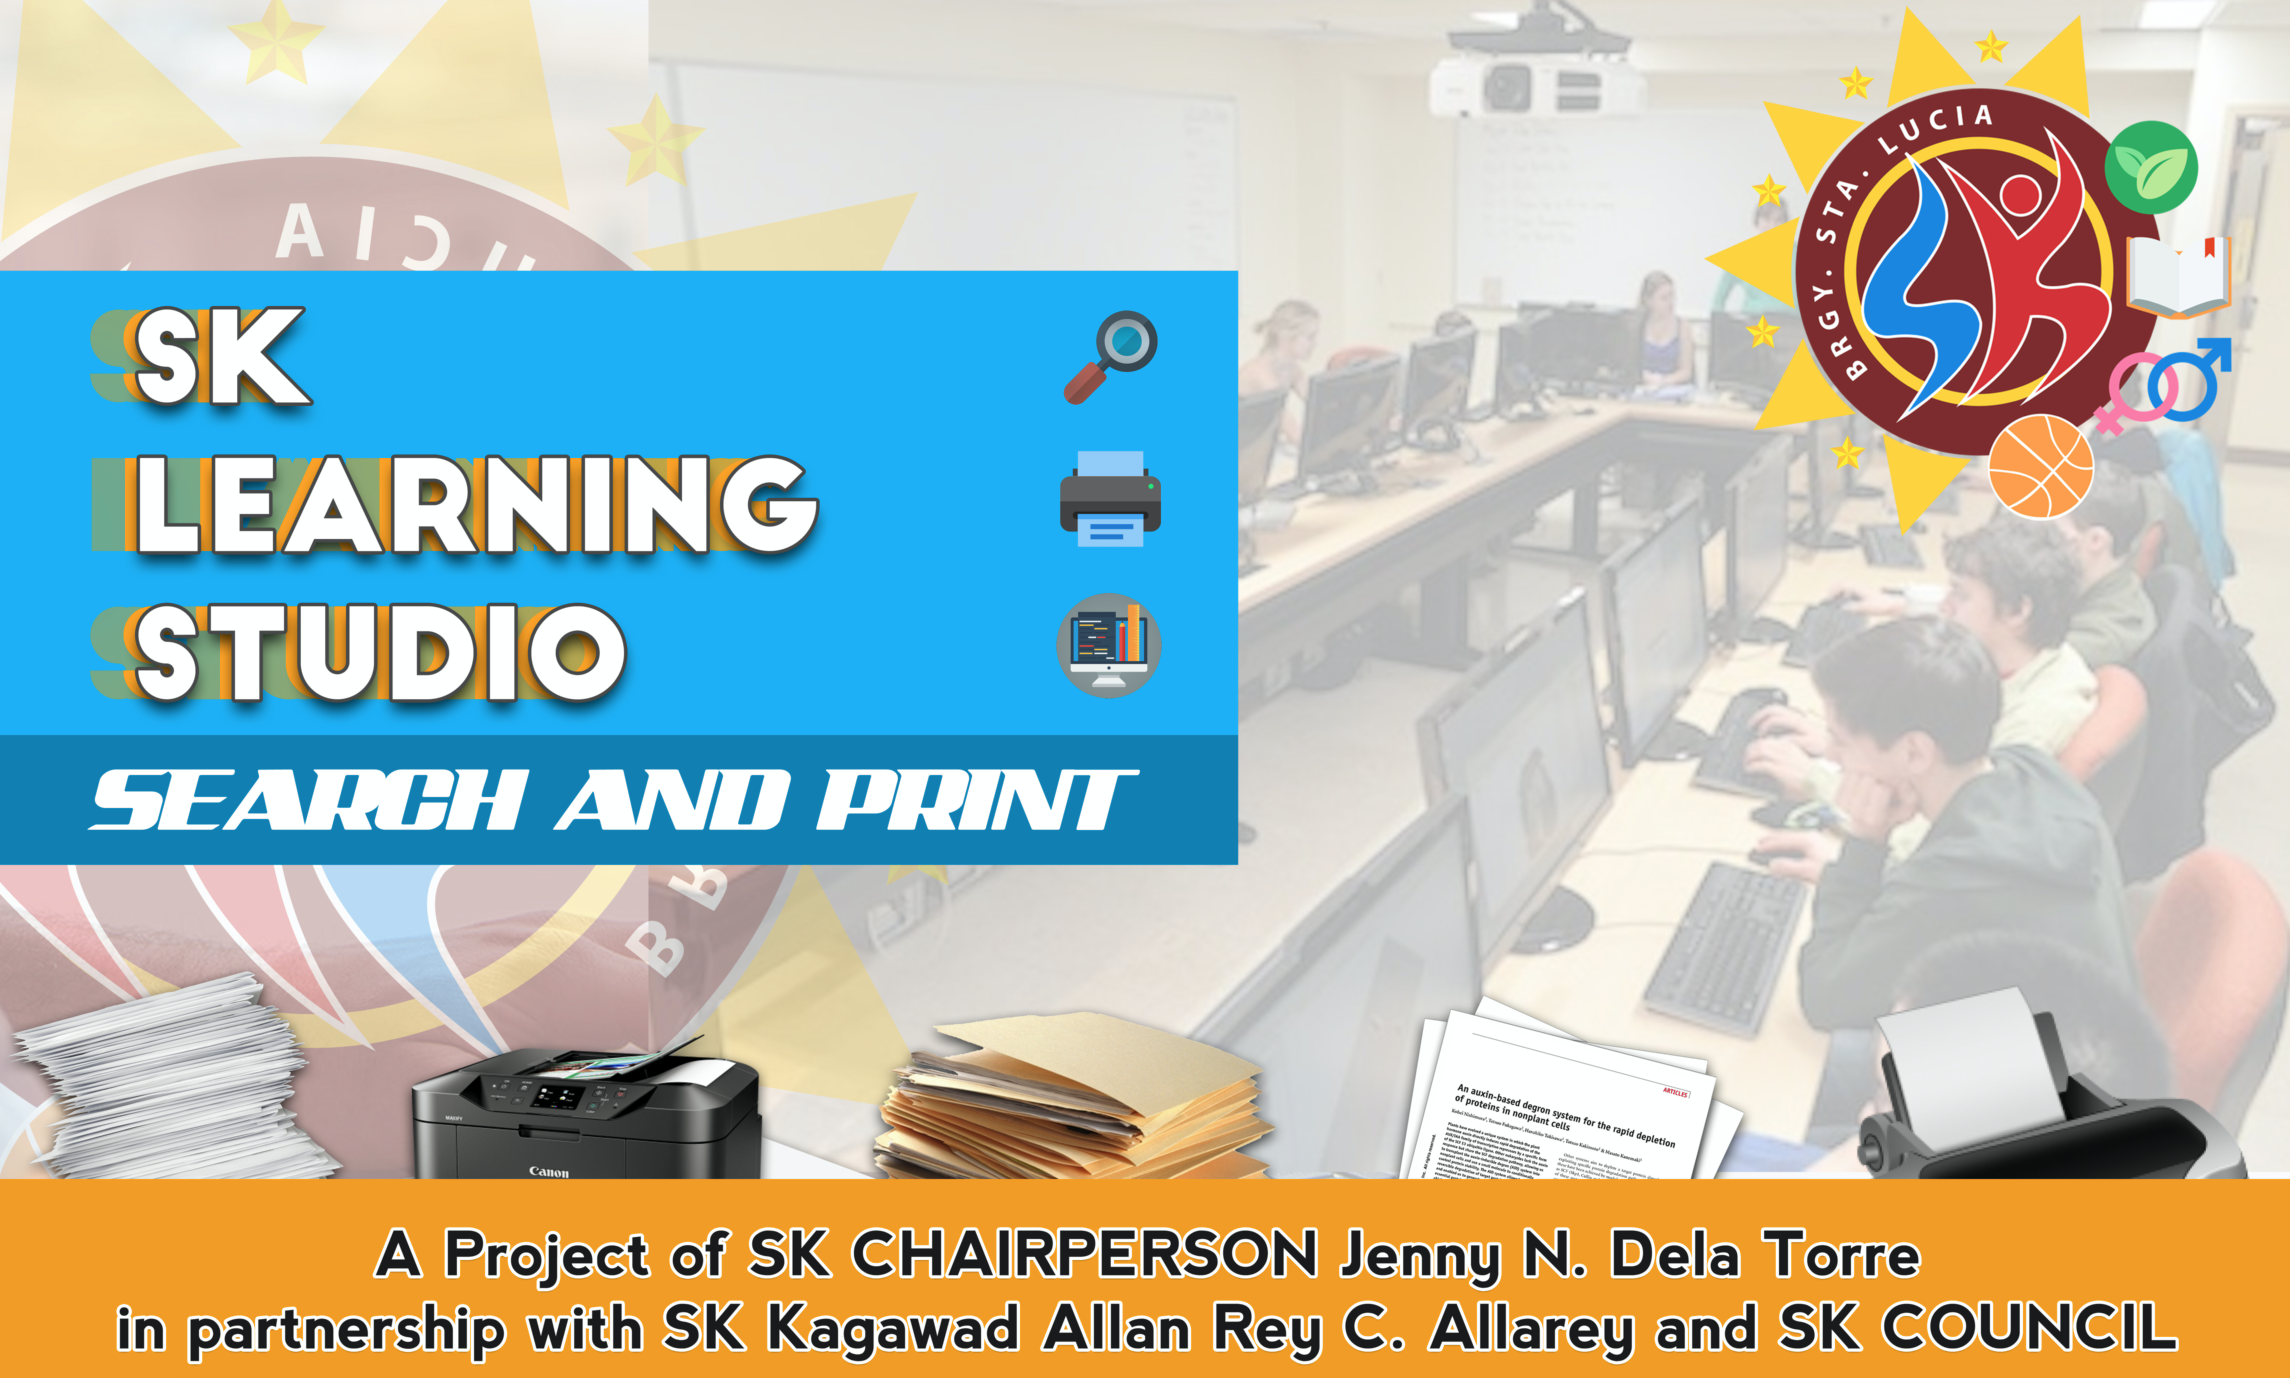 BRGY. STA. LUCIA
SK
LEARNING
STUDIO
SEARCH AND PRINT
MAXIFY
Canon
ARTICLES
An auxin-based degron system for the rapid depletion
of proteins in nonplant cells
A Project of SK CHAIRPERSON Jenny N. Dela Torre
in partnership with SK Kagawad Allan Rey C. Allarey and SK COUNCIL